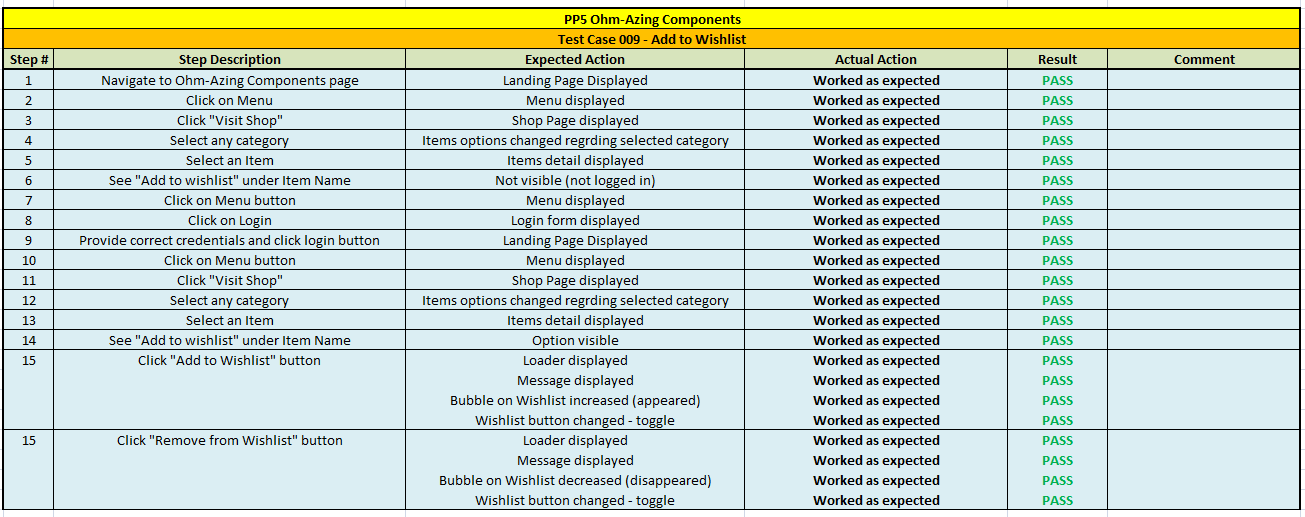 PP5 Ohm-Azing Components
Test Case 009 - Add to Wishlist
Step # Step Description Expected Action Actual Action Result Comment
1 Navigate to Ohm-Azing Components page Landing Page Displayed Worked as expected PASS
2 Click on Menu Menu displayed Worked as expected PASS
3 Click "Visit Shop" Shop Page displayed Worked as expected PASS
4 Select any category Items options changed regrding selected category Worked as expected PASS
5 Select an Item Items detail displayed Worked as expected PASS
6 See "Add to wishlist" under Item Name Not visible (not logged in) Worked as expected PASS
7 Click on Menu button Menu displayed Worked as expected PASS
8 Click on Login Login form displayed Worked as expected PASS
9 Provide correct credentials and click login button Landing Page Displayed Worked as expected PASS
10 Click on Menu button Menu displayed Worked as expected PASS
11 Click "Visit Shop" Shop Page displayed Worked as expected PASS
12 Select any category Items options changed regrding selected category Worked as expected PASS
13 Select an Item Items detail displayed Worked as expected PASS
14 See "Add to wishlist" under Item Name Option visible Worked as expected PASS
15 Click "Add to Wishlist" button Loader displayed Worked as expected PASS
Message displayed Worked as expected PASS
Bubble on Wishlist increased (appeared) Worked as expected PASS
Wishlist button changed - toggle Worked as expected PASS
15 Click "Remove from Wishlist" button Loader displayed Worked as expected PASS
Message displayed Worked as expected PASS
Bubble on Wishlist decreased (disappeared) Worked as expected PASS
Wishlist button changed - toggle Worked as expected PASS